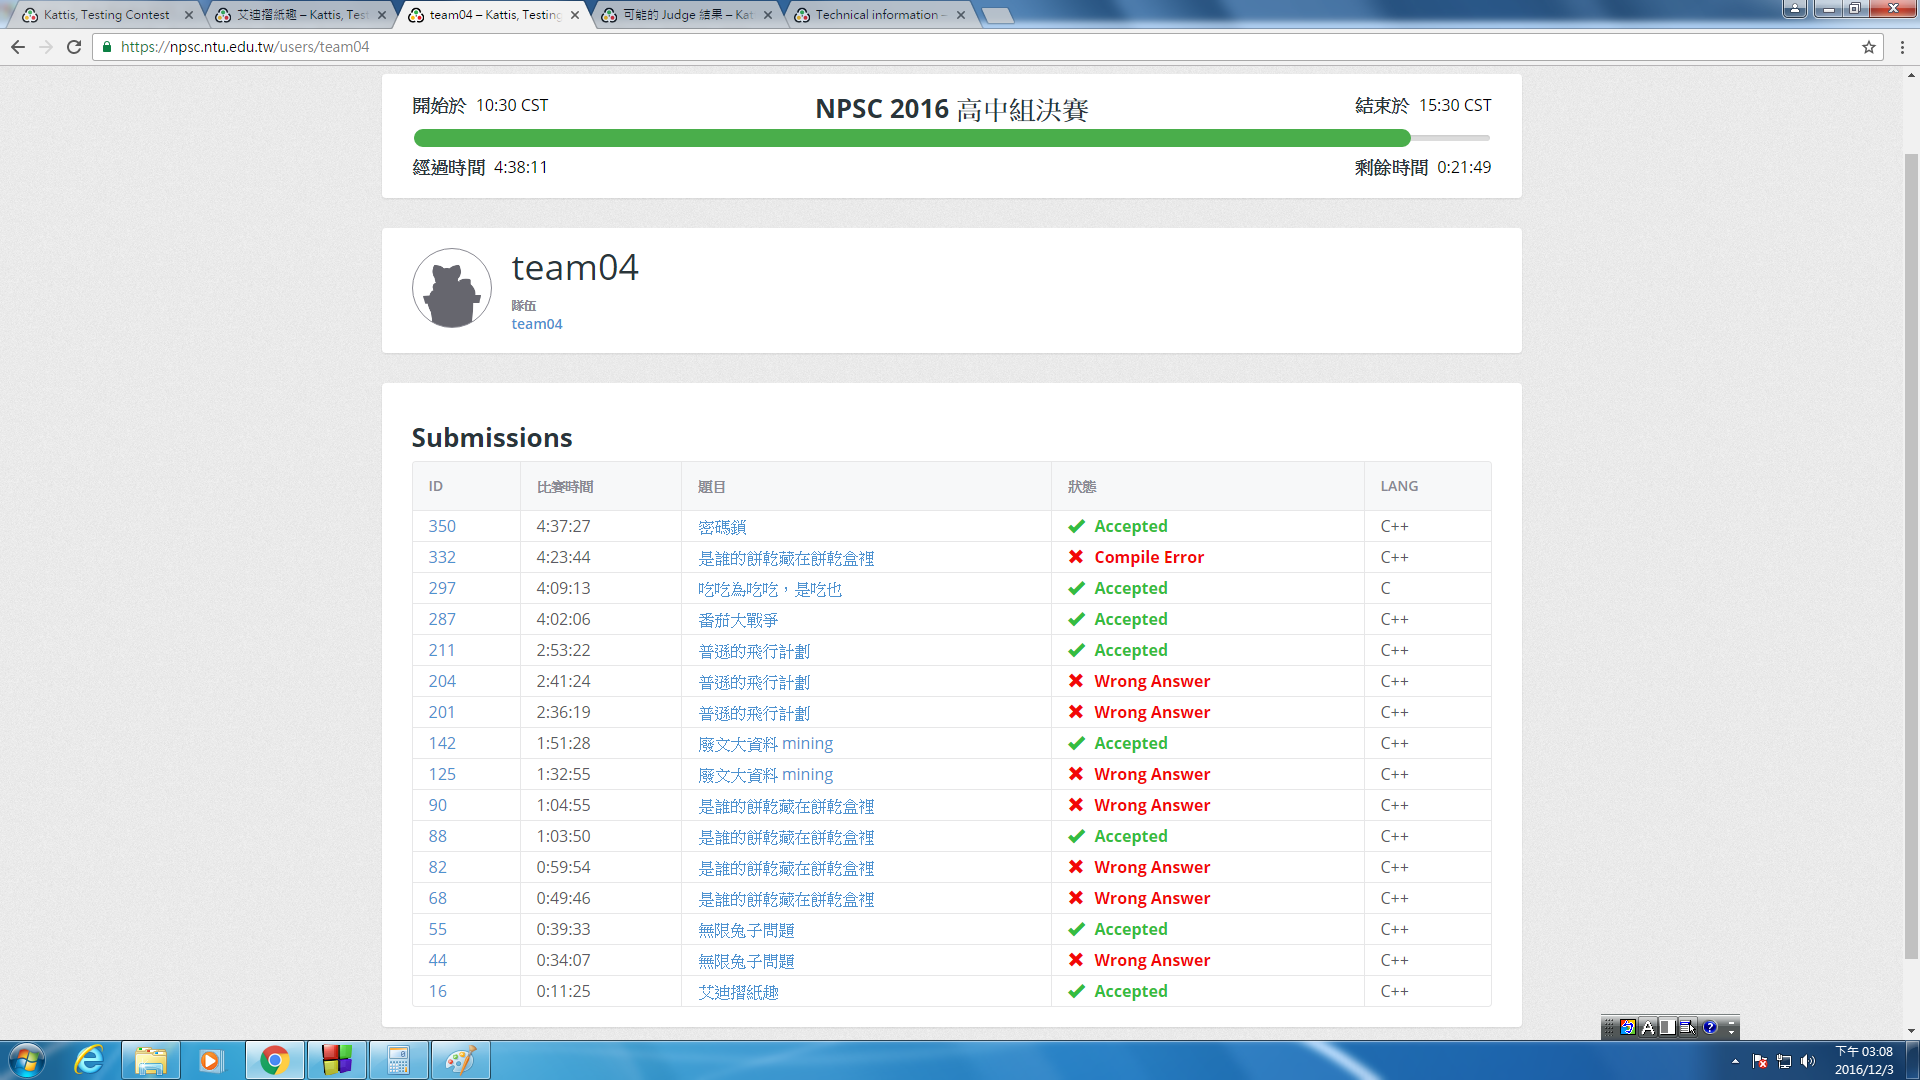 Kattis, Testing Contest
艾迪摺紙趣 – Kattis, Test
team04 – Kattis, Testing
可能的 Judge 結果 – Kat
Technical information –
https://npsc.ntu.edu.tw/users/team04
開始於 10:30 CST
NPSC 2016 高中組決賽
結束於 15:30 CST
經過時間 4:38:11
剩餘時間 0:21:49
team04
隊伍
team04
Submissions
ID 比賽時間 題目 狀態 LANG
350 4:37:27 密碼鎖 Accepted C++
332 4:23:44 是誰的餅乾藏在餅乾盒裡 Compile Error C++
297 4:09:13 吃吃為吃吃，是吃也 Accepted C
287 4:02:06 番茄大戰爭 Accepted C++
211 2:53:22 普遜的飛行計劃 Accepted C++
204 2:41:24 普遜的飛行計劃 Wrong Answer C++
201 2:36:19 普遜的飛行計劃 Wrong Answer C++
142 1:51:28 廢文大資料 mining Accepted C++
125 1:32:55 廢文大資料 mining Wrong Answer C++
90 1:04:55 是誰的餅乾藏在餅乾盒裡 Wrong Answer C++
88 1:03:50 是誰的餅乾藏在餅乾盒裡 Accepted C++
82 0:59:54 是誰的餅乾藏在餅乾盒裡 Wrong Answer C++
68 0:49:46 是誰的餅乾藏在餅乾盒裡 Wrong Answer C++
55 0:39:33 無限兔子問題 Accepted C++
44 0:34:07 無限兔子問題 Wrong Answer C++
16 0:11:25 艾迪摺紙趣 Accepted C++
下午 03:08
2016/12/3